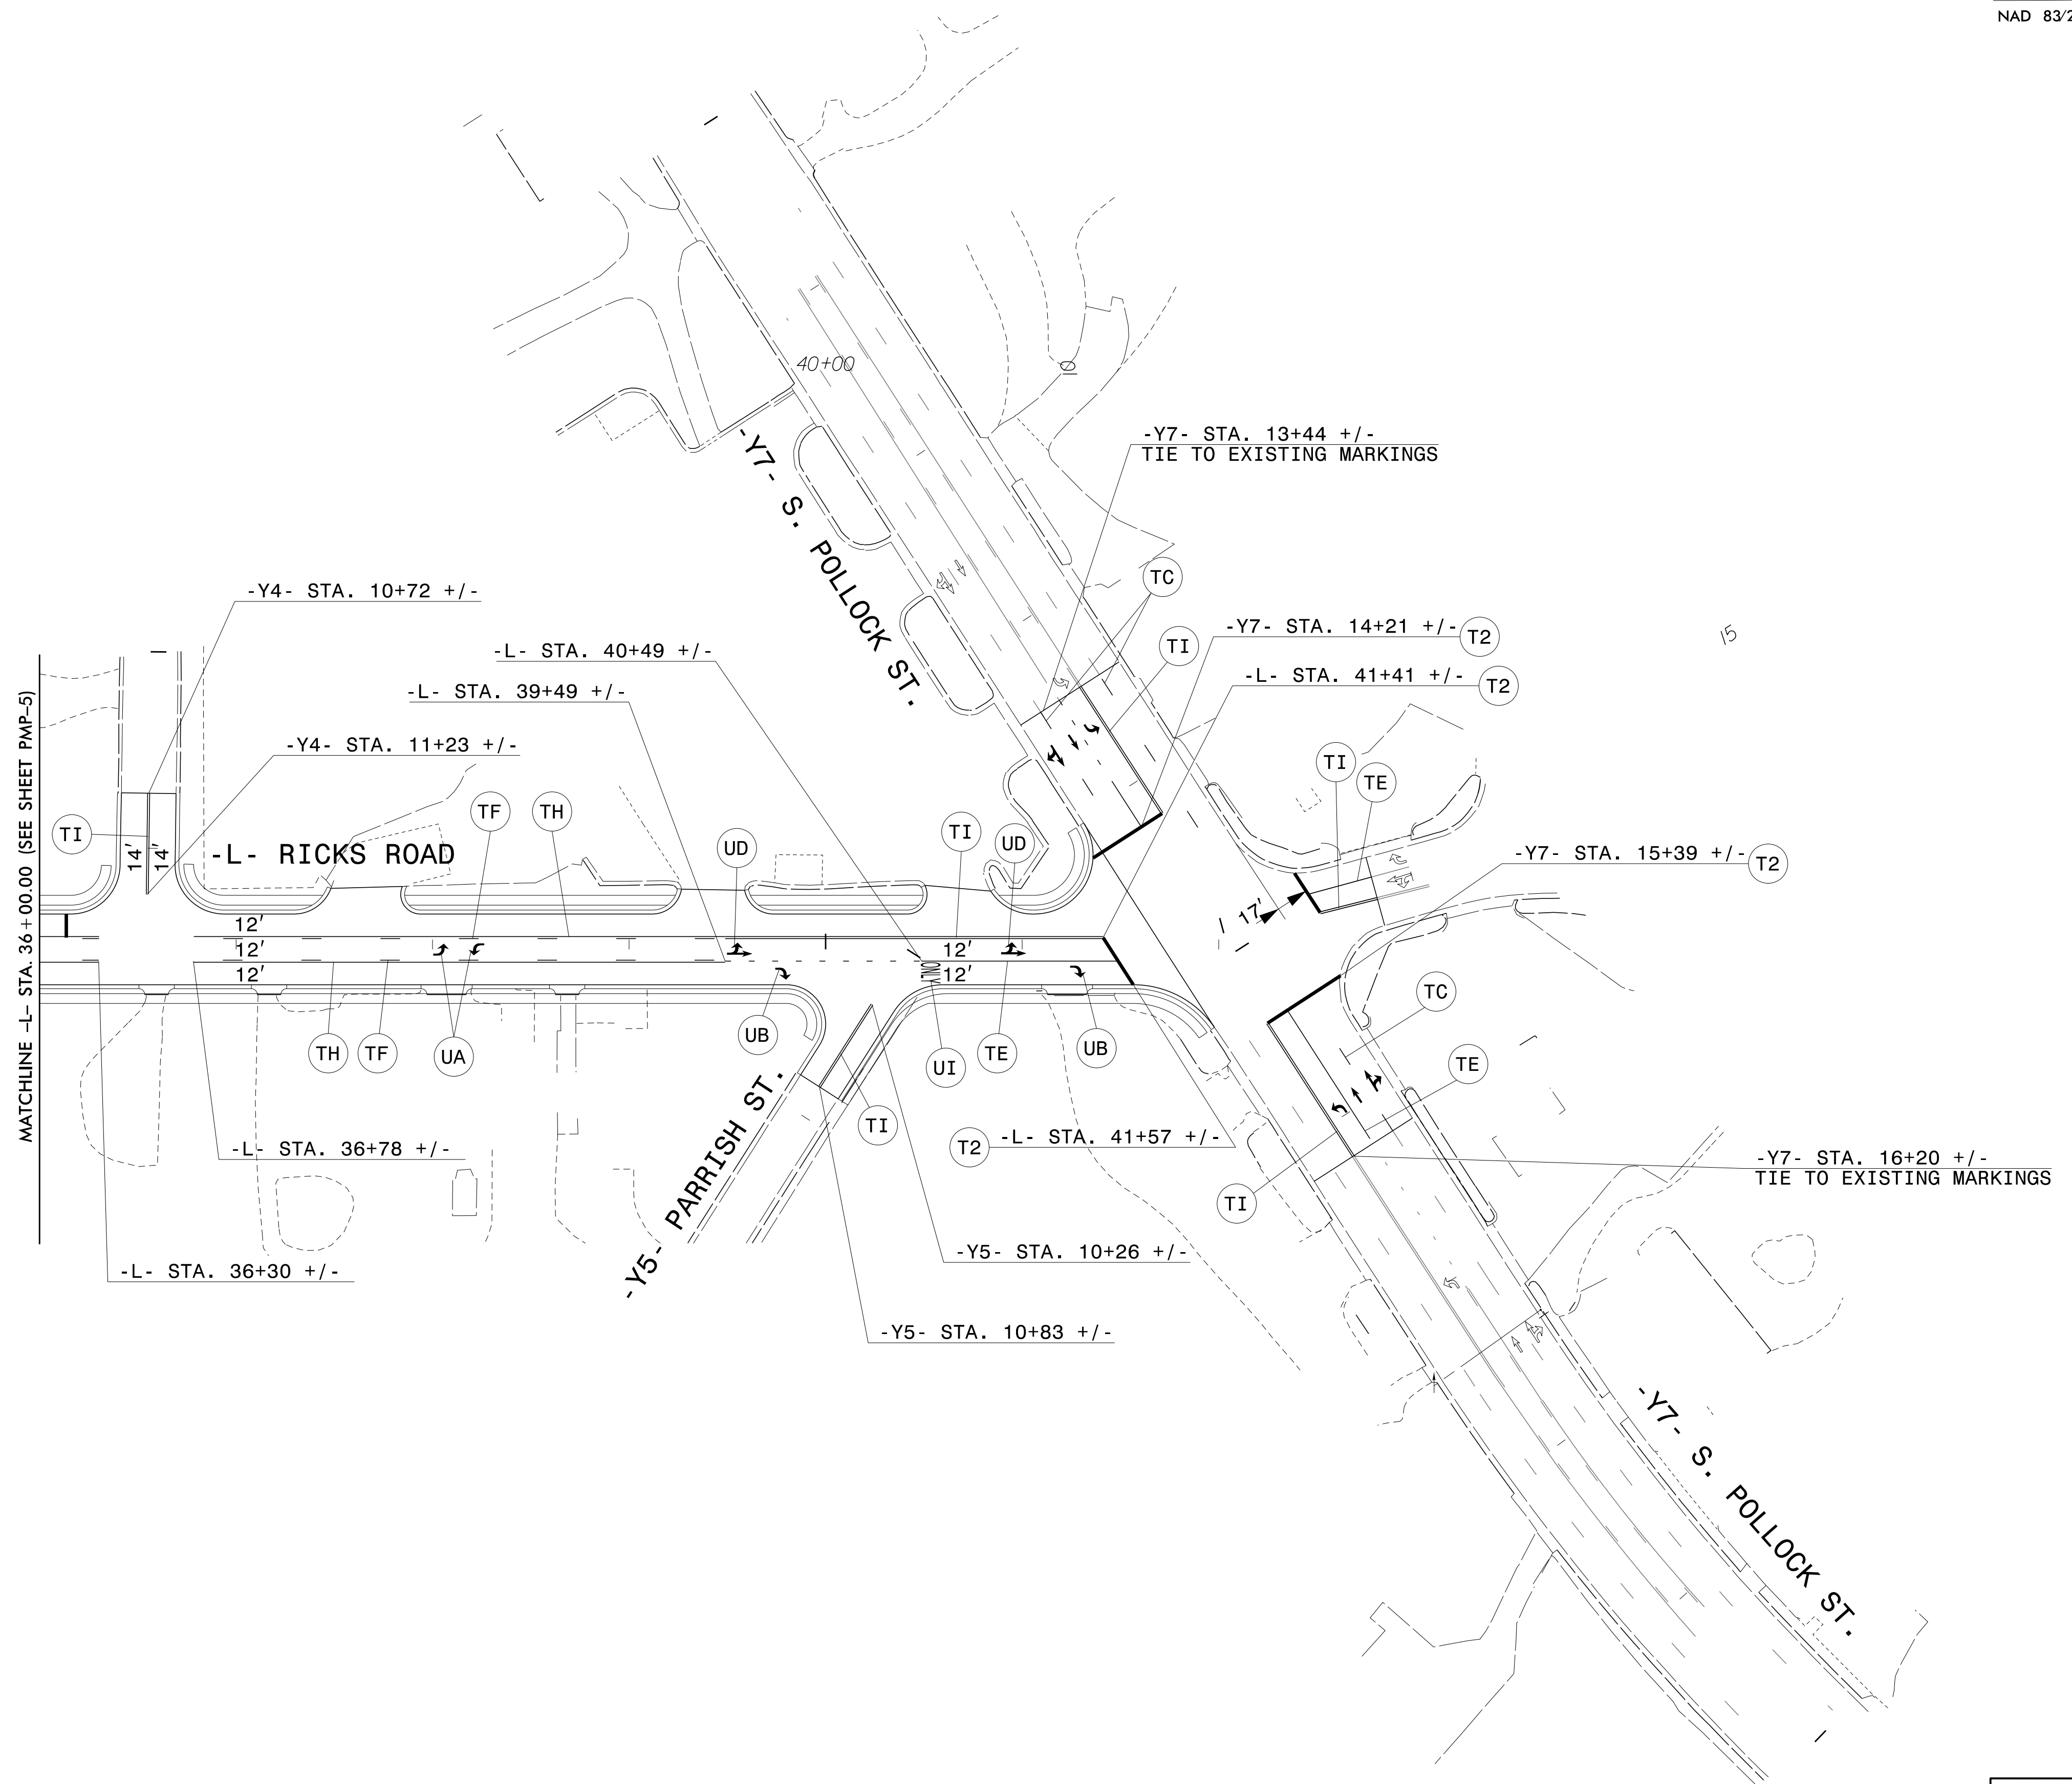 NAD 83/2
40+00
10
-Y7- S. POLLOCK ST.
-Y7- STA. 13+44 +/-
TIE TO EXISTING MARKINGS
TC
-Y4- STA. 10+72 +/-
-Y7- STA. 14+21 +/-
T2
TI
15
-L- STA. 40+49 +/-
-L- STA. 41+41 +/-
T2
-L- STA. 39+49 +/-
-Y4- STA. 11+23 +/-
TI
TE
MATCHLINE -L- STA. 36+00.00 (SEE SHEET PMP-5)
TI
14'
14'
-L- RICKS ROAD
TF
TH
UD
TI
UD
-Y7- STA. 15+39 +/-
T2
17'
12'
12'
12'
12'
12'
ONLY
TH
TF
UA
UB
UI
TE
UB
TC
TE
TI
-Y5- PARRISH ST.
-L- STA. 36+78 +/-
T2
-L- STA. 41+57 +/-
-Y7- STA. 16+20 +/-
TIE TO EXISTING MARKINGS
TI
-L- STA. 36+30 +/-
-Y5- STA. 10+26 +/-
-Y5- STA. 10+83 +/-
-Y7- S. POLLOCK ST.